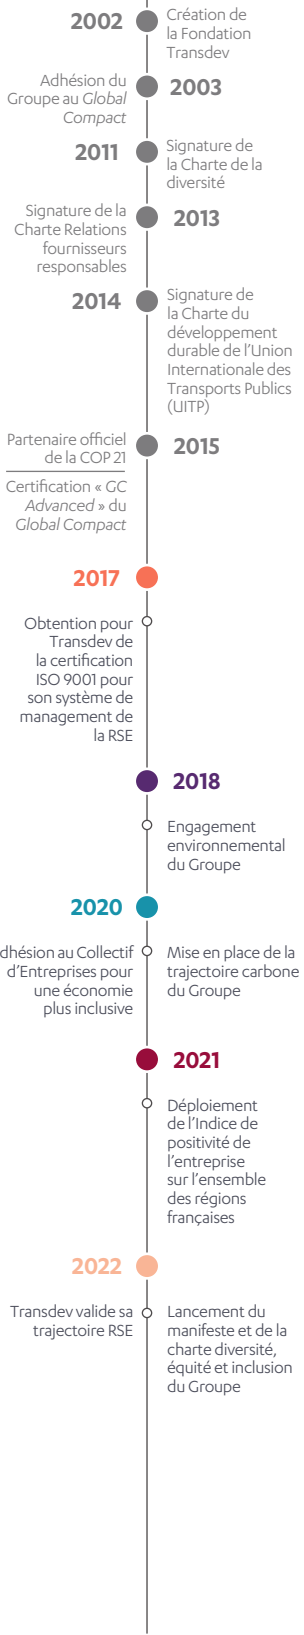 2002
Création de
la Fondation
Transdev
Adhésion du
Groupe au Global
Compact
2003
2011
Signature de
la Charte de la
diversité
Signature de la
Charte Relations
fournisseurs
responsables
2013
2014
Signature de
la Charte du
développement
durable de l'Union
Internationale des
Transports Publics
(UITP)
Partenaire officiel
de la COP 21
Certification « GC
Advanced » du
Global Compact
2015
2017
Obtention pour
Transdev de
la certification
ISO 9001 pour
son système de
management de
la RSE
2018
Engagement
environnemental
du Groupe
2020
dhésion au Collectif
d'Entreprises pour
une économie
plus inclusive
Mise en place de la
trajectoire carbone
du Groupe
2021
Déploiement
de l'Indice de
positivité de
l'entreprise
sur l'ensemble
des régions
françaises
2022
Transdev valide sa
trajectoire RSE
Lancement du
manifeste et de la
charte diversité,
équité et inclusion
du Groupe